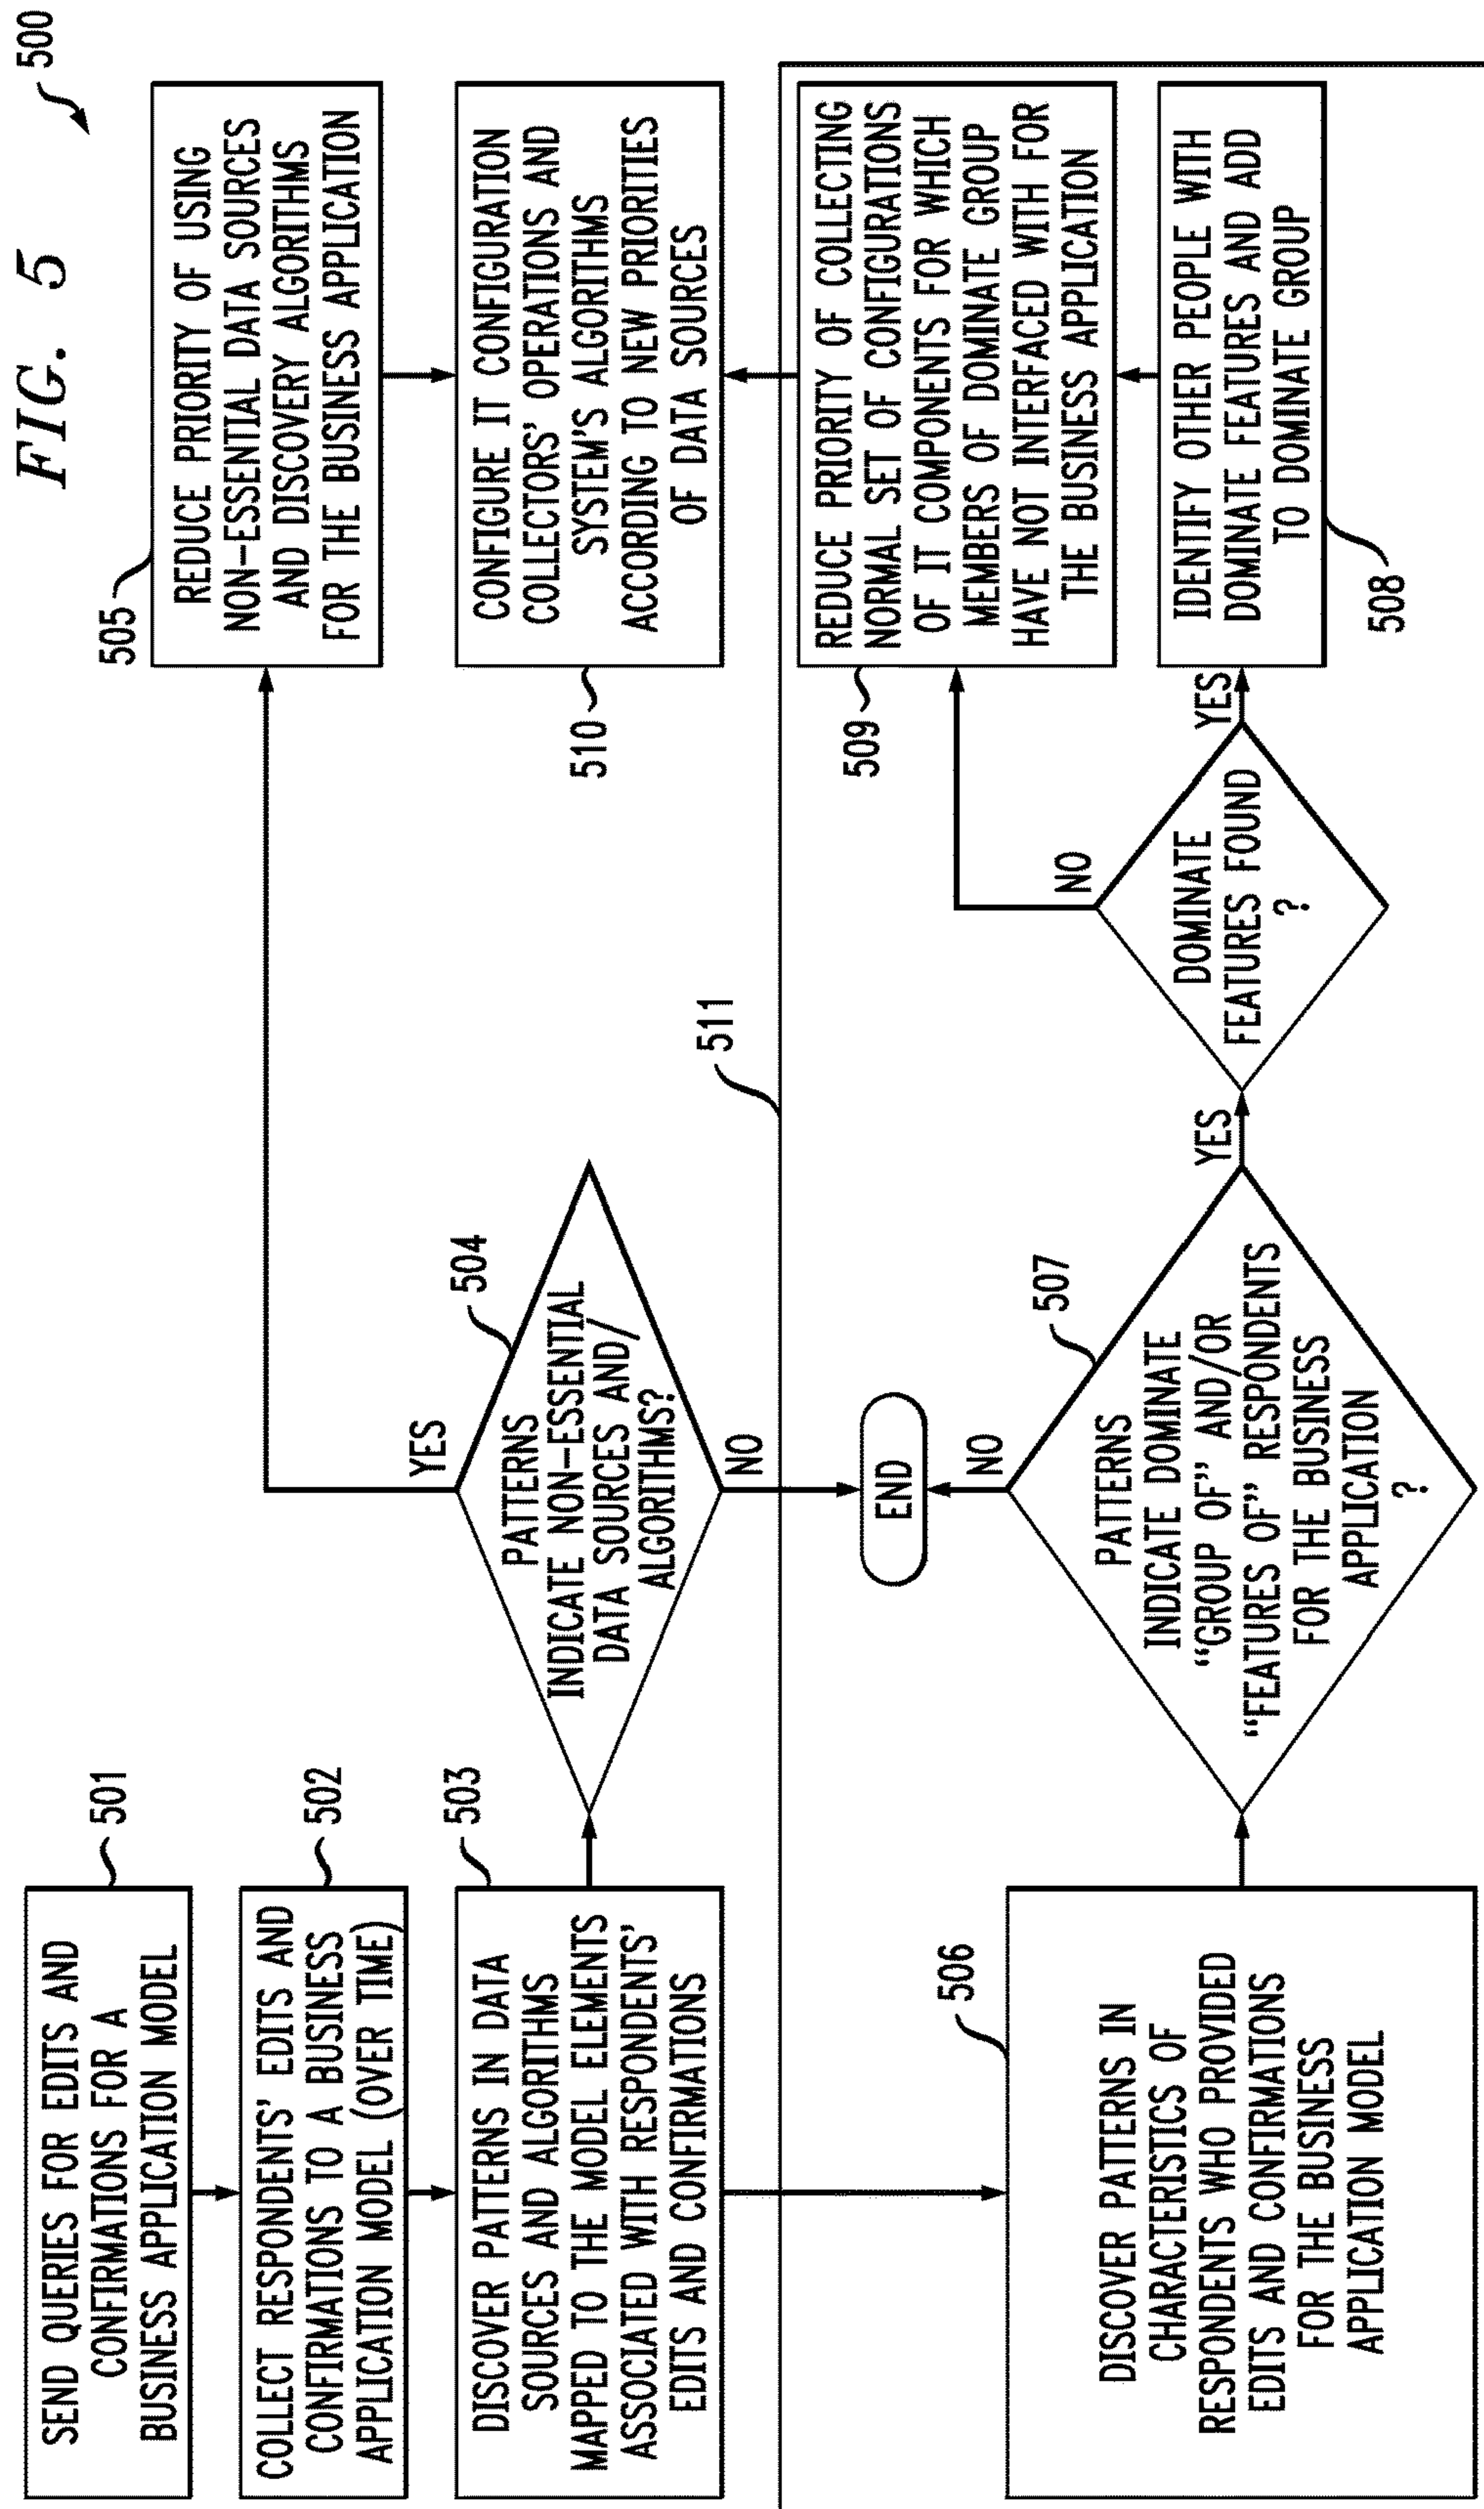 FIG. 5
500
501
SEND QUERIES FOR EDITS AND
CONFIRMATIONS FOR A
BUSINESS APPLICATION MODEL
502
COLLECT RESPONDENTS' EDITS AND
CONFIRMATIONS TO A BUSINESS
APPLICATION MODEL (OVER TIME)
503
DISCOVER PATTERNS IN DATA
SOURCES AND ALGORITHMS
MAPPED TO THE MODEL ELEMENTS
ASSOCIATED WITH RESPONDENTS'
EDITS AND CONFIRMATIONS
504
PATTERNS
INDICATE NON-ESSENTIAL
DATA SOURCES AND/
ALGORITHMS?
YES
NO
505
REDUCE PRIORITY OF USING
NON-ESSENTIAL DATA SOURCES
AND DISCOVERY ALGORITHMS
FOR THE BUSINESS APPLICATION
510
CONFIGURE IT CONFIGURATION
COLLECTORS' OPERATIONS AND
SYSTEM'S ALGORITHMS
ACCORDING TO NEW PRIORITIES
OF DATA SOURCES
511
END
506
DISCOVER PATTERNS IN
CHARACTERISTICS OF
RESPONDENTS WHO PROVIDED
EDITS AND CONFIRMATIONS
FOR THE BUSINESS
APPLICATION MODEL
507
NO
PATTERNS
INDICATE DOMINATE
“GROUP OF” AND/OR
“FEATURES OF” RESPONDENTS
FOR THE BUSINESS
APPLICATION
?
YES
NO
DOMINATE
FEATURES FOUND
?
YES
509
REDUCE PRIORITY OF COLLECTING
NORMAL SET OF CONFIGURATIONS
OF IT COMPONENTS FOR WHICH
MEMBERS OF DOMINATE GROUP
HAVE NOT INTERFACED WITH FOR
THE BUSINESS APPLICATION
508
IDENTIFY OTHER PEOPLE WITH
DOMINATE FEATURES AND ADD
TO DOMINATE GROUP